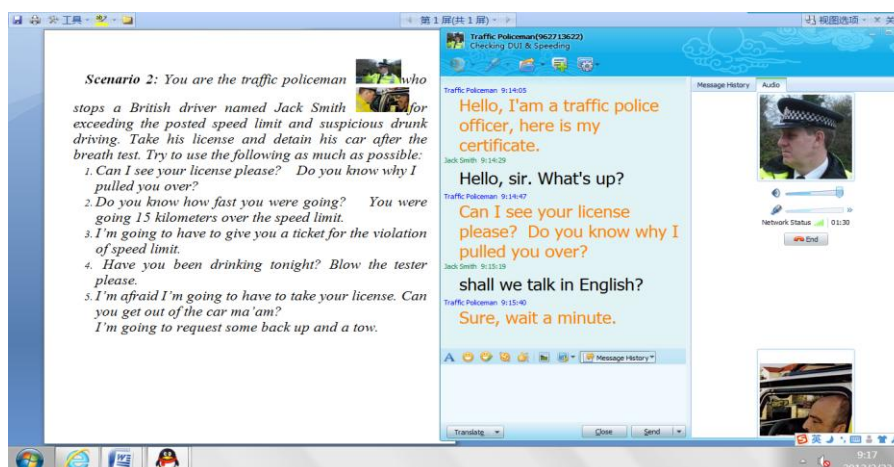 工具
第1屏(共1屏)
视图选项
关
Scenario 2: You are the traffic policeman who
stops a British driver named Jack Smith for
exceeding the posted speed limit and suspicious drunk
driving. Take his license and detain his car after the
breath test. Try to use the following as much as possible:
1. Can I see your license please? Do you know why I
pulled you over?
2. Do you know how fast you were going? You were
going 15 kilometers over the speed limit.
3. I'm going to have to give you a ticket for the violation
of speed limit.
4. Have you been drinking tonight? Blow the tester
please.
5. I'm afraid I'm going to have to take your license. Can
you get out of the car ma'am?
I'm going to request some back up and a tow.
Traffic Policeman(962713622)
Checking DUI & Speeding
Traffic Policeman 9:14:05
Hello, I'am a traffic police
officer, here is my
certificate.
Jack Smith 9:14:29
Hello, sir. What's up?
Traffic Policeman 9:14:47
Can I see your license
please? Do you know why I
pulled you over?
Jack Smith 9:15:19
shall we talk in English?
Traffic Policeman 9:15:40
Sure, wait a minute.
Message History
Translate
Close
Send
Message History
Audio
Network Status 01:30
End
英
9:17